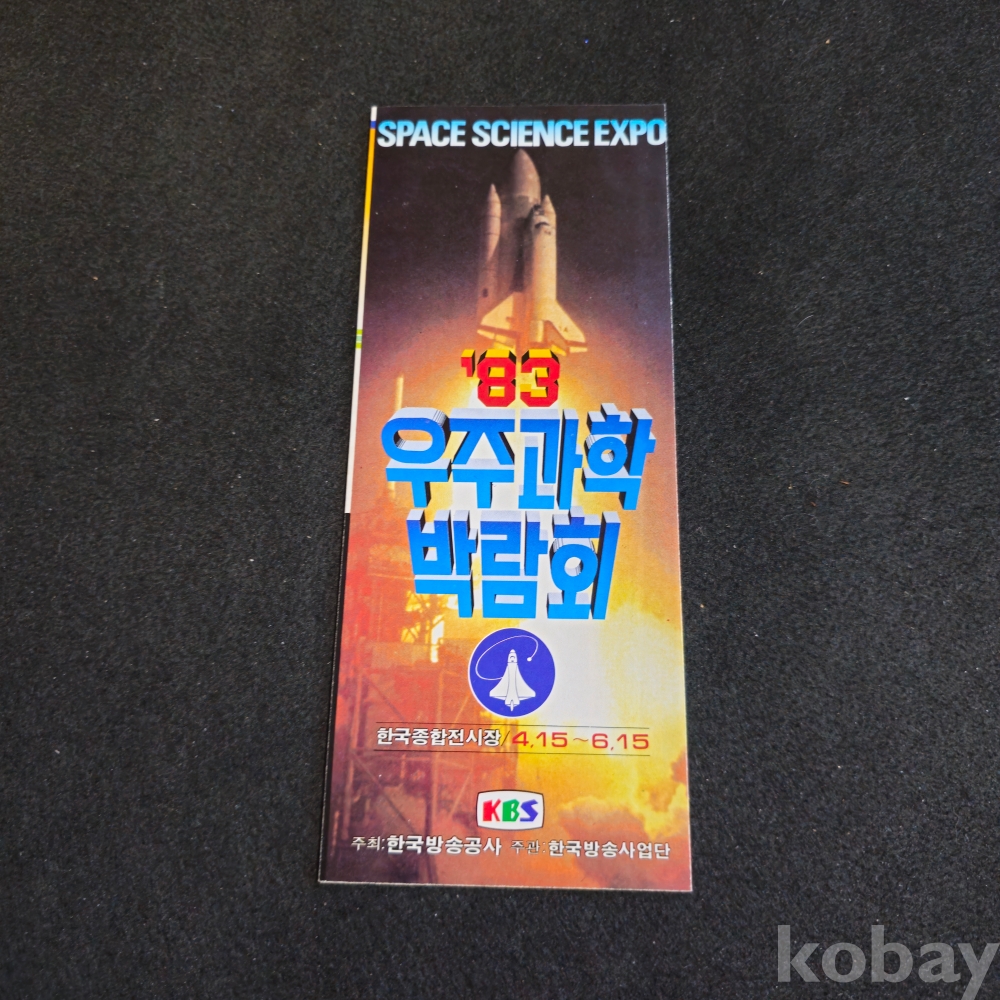 SPACE SCIENCE EXPO
'83
우주과학
박람회
한국종합전시장/4,15~6,15
KBS
주최;한국방송공사 주관:한국방송사업단
kobay